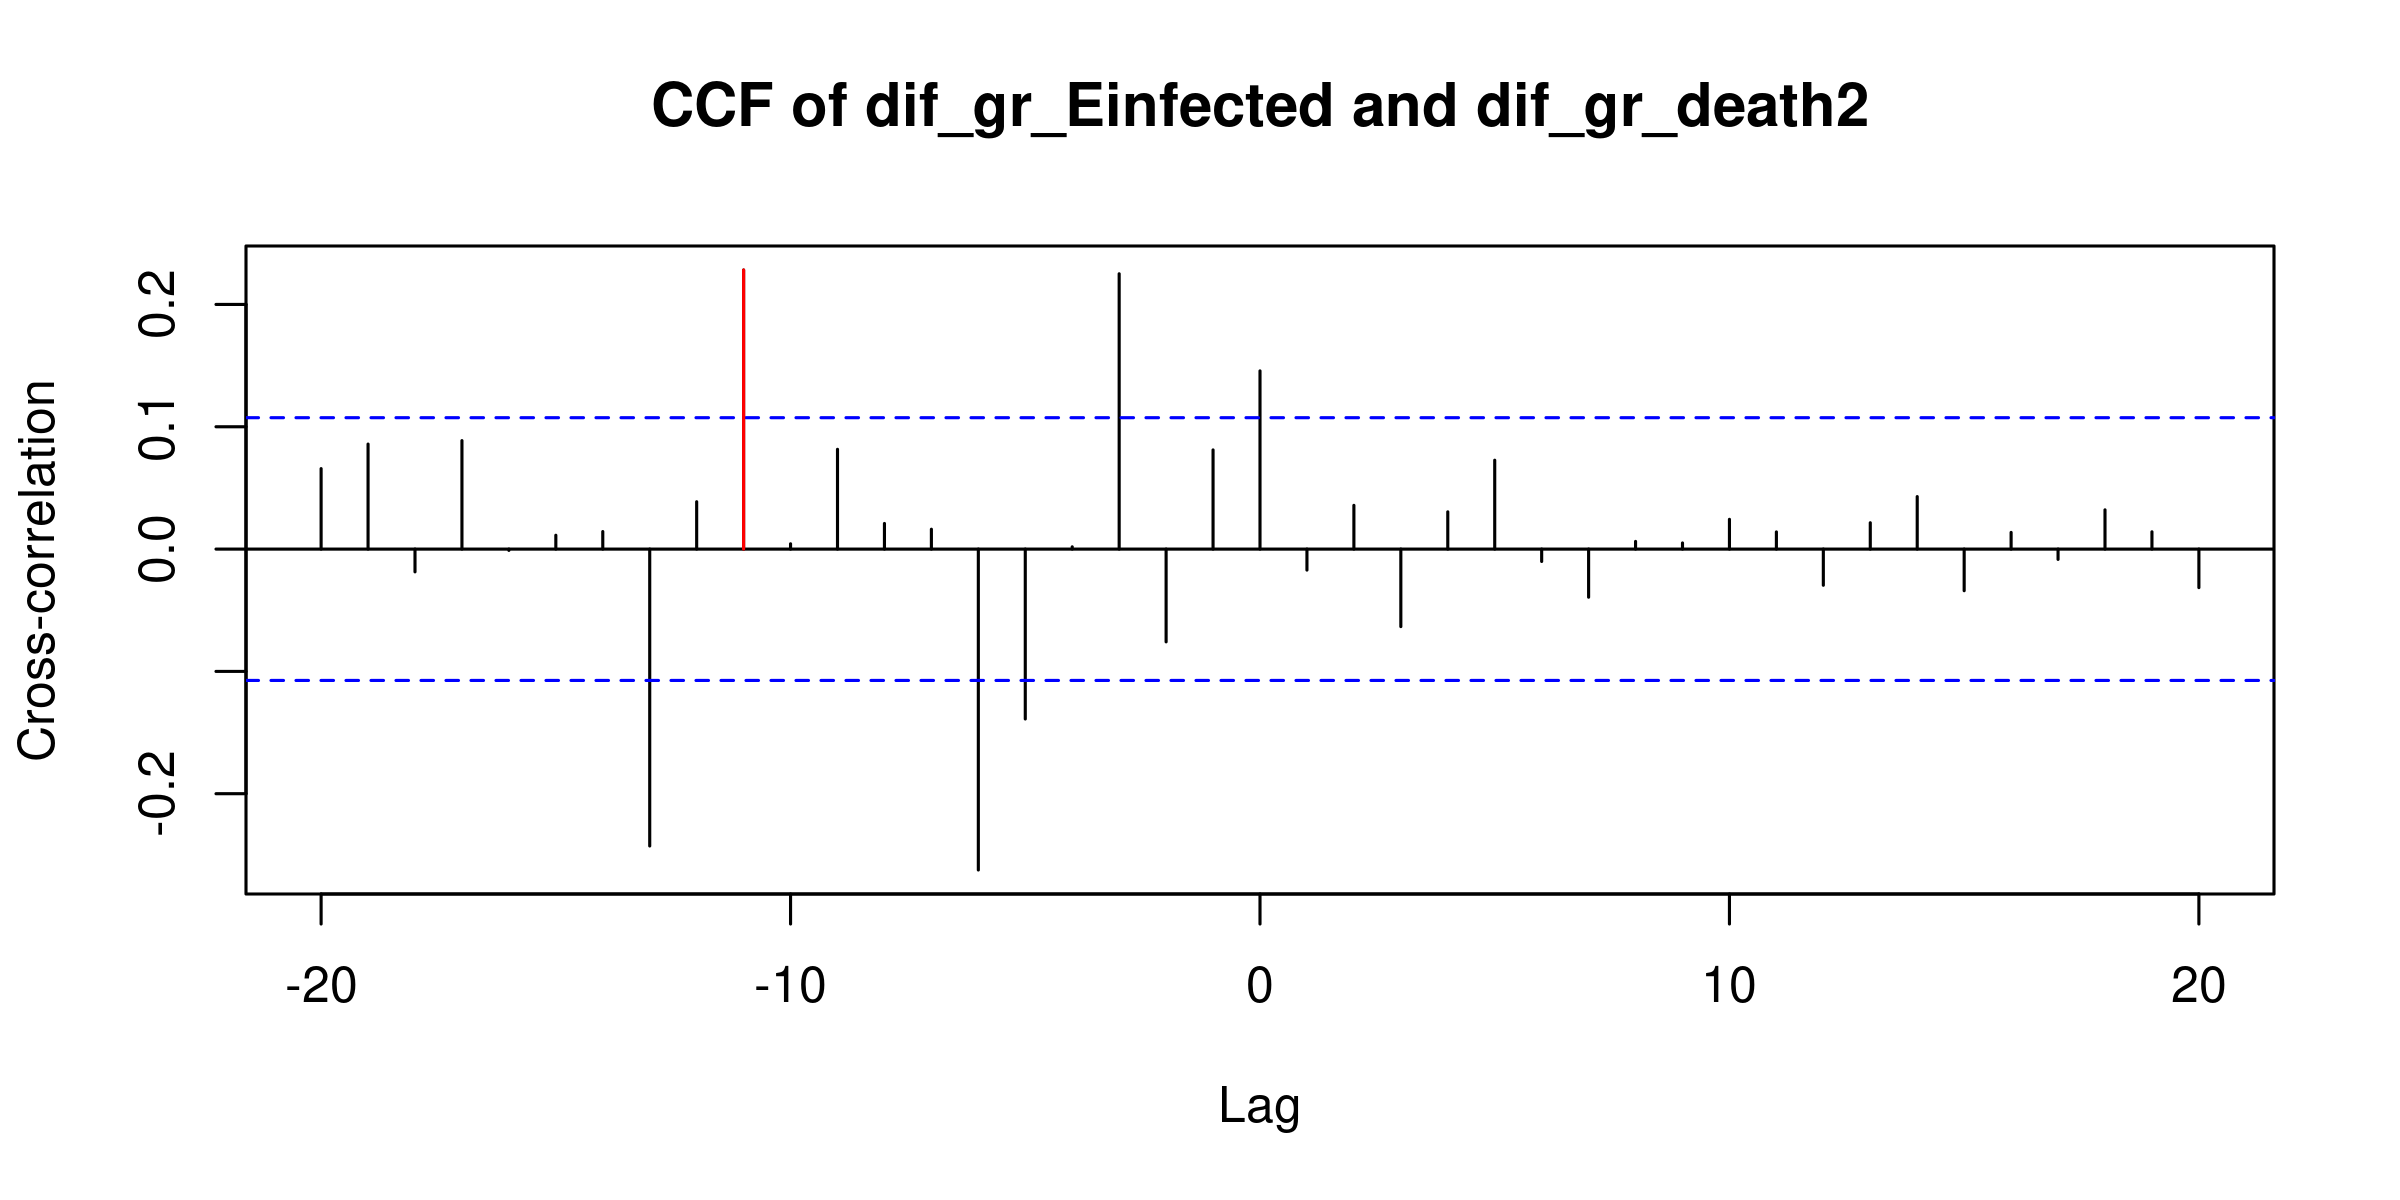 CCF of dif_gr_Einfected and dif_gr_death2
Cross-correlation
0.2
0.1
0.0
-0.2
-20 -10 0 10 20
Lag